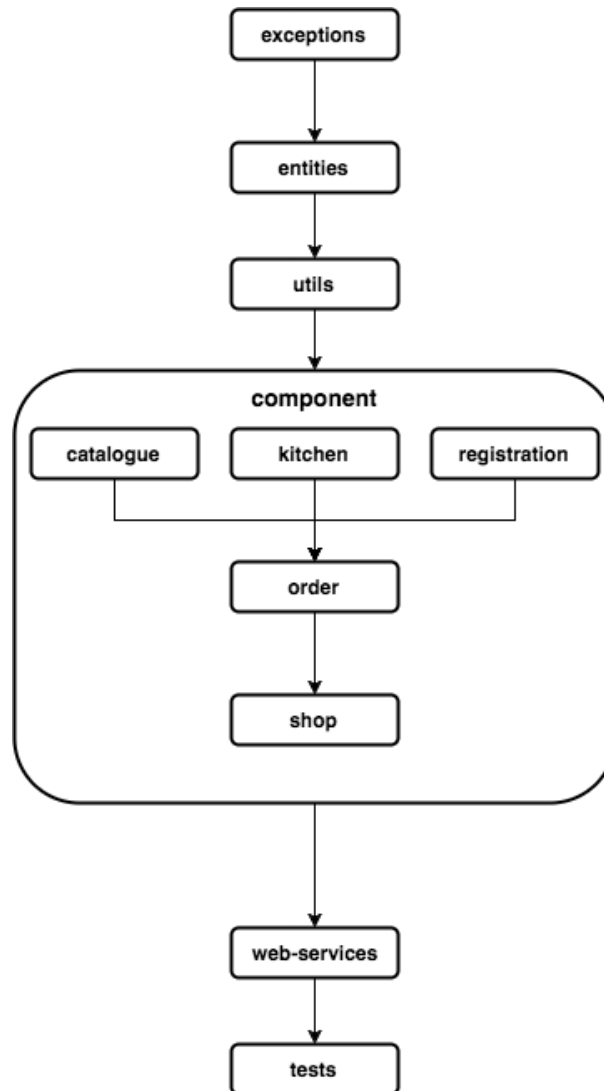 exceptions
entities
utils
component
catalogue
kitchen
registration
order
shop
web-services
tests